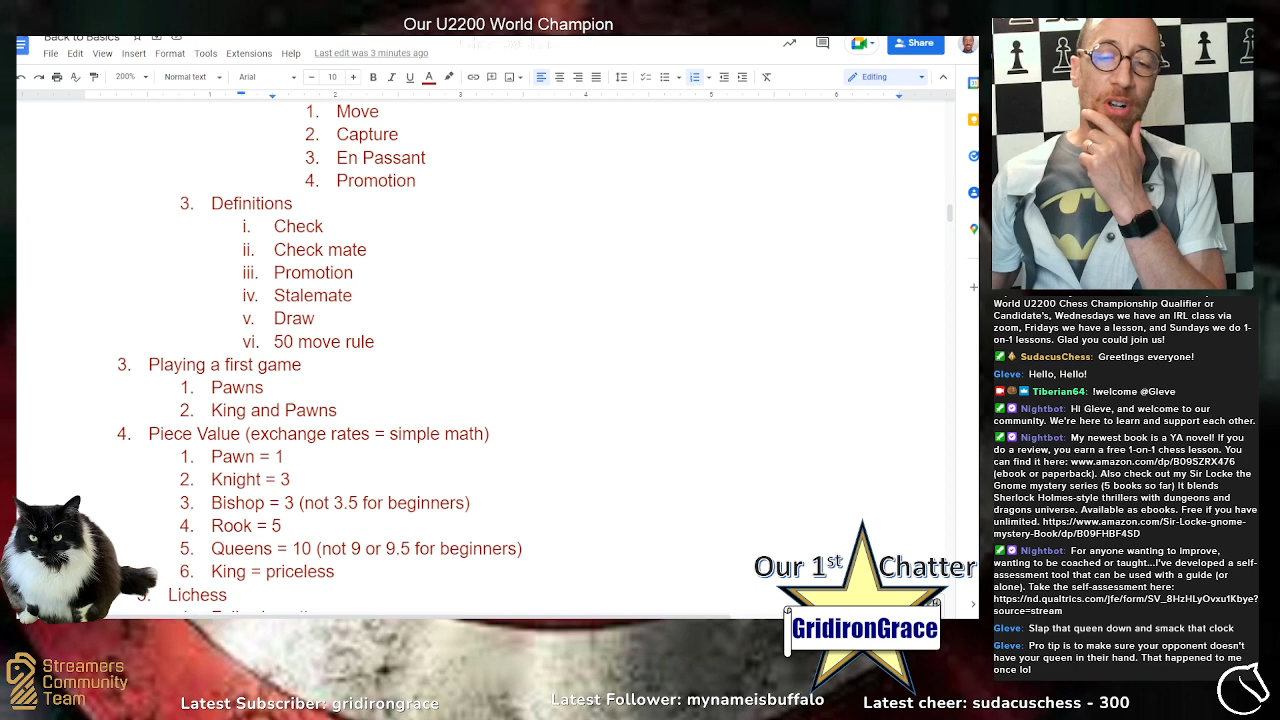 Our U2200 World Champion
Back to Basics
File Edit View Insert Format Tools Extensions Help Last edit was 3 minutes ago
Share
200% Normal text Arial 10 B I U A Editing
1 2 3 4 5 6
1. Move
2. Capture
3. En Passant
4. Promotion
3. Definitions
i. Check
ii. Check mate
iii. Promotion
iv. Stalemate
v. Draw
vi. 50 move rule
3. Playing a first game
1. Pawns
2. King and Pawns
4. Piece Value (exchange rates = simple math)
1. Pawn = 1
2. Knight = 3
3. Bishop = 3 (not 3.5 for beginners)
4. Rook = 5
5. Queens = 10 (not 9 or 9.5 for beginners)
6. King = priceless
5. Lichess
World U2200 Chess Championship Qualifier or
Candidate's, Wednesdays we have an IRL class via
zoom, Fridays we have a lesson, and Sundays we do 1-
on-1 lessons. Glad you could join us!
SudacusChess: Greetings everyone!
Gleve: Hello, Hello!
Tiberian64: !welcome @Gleve
Nightbot: Hi Gleve, and welcome to our
community. We're here to learn and support each other.
Nightbot: My newest book is a YA novel! If you
do a review, you earn a free 1-on-1 chess lesson. You
can find it here: www.amazon.com/dp/B09SZRX476
(ebook or paperback). Also check out my Sir Locke the
Gnome mystery series (5 books so far) It blends
Sherlock Holmes-style thrillers with dungeons and
dragons universe. Available as ebooks. Free if you have
unlimited. https://www.amazon.com/Sir-Locke-gnome-
mystery-Book/dp/B09FHBF4SD
Nightbot: For anyone wanting to improve,
wanting to be coached or taught...I've developed a self-
assessment tool that can be used with a guide (or
alone). Take the self-assessment here:
https://nd.qualtrics.com/jfe/form/SV_8HzHLyOvxu1Kbye?
source=stream
Gleve: Slap that queen down and smack that clock
Gleve: Pro tip is to make sure your opponent doesn't
have your queen in their hand. That happened to me
once lol
Our 1st Chatter
GridironGrace
Streamers
Community
Team
Latest Subscriber: gridirongrace
Latest Follower: mynameisbuffalo
Latest cheer: sudacuschess - 300